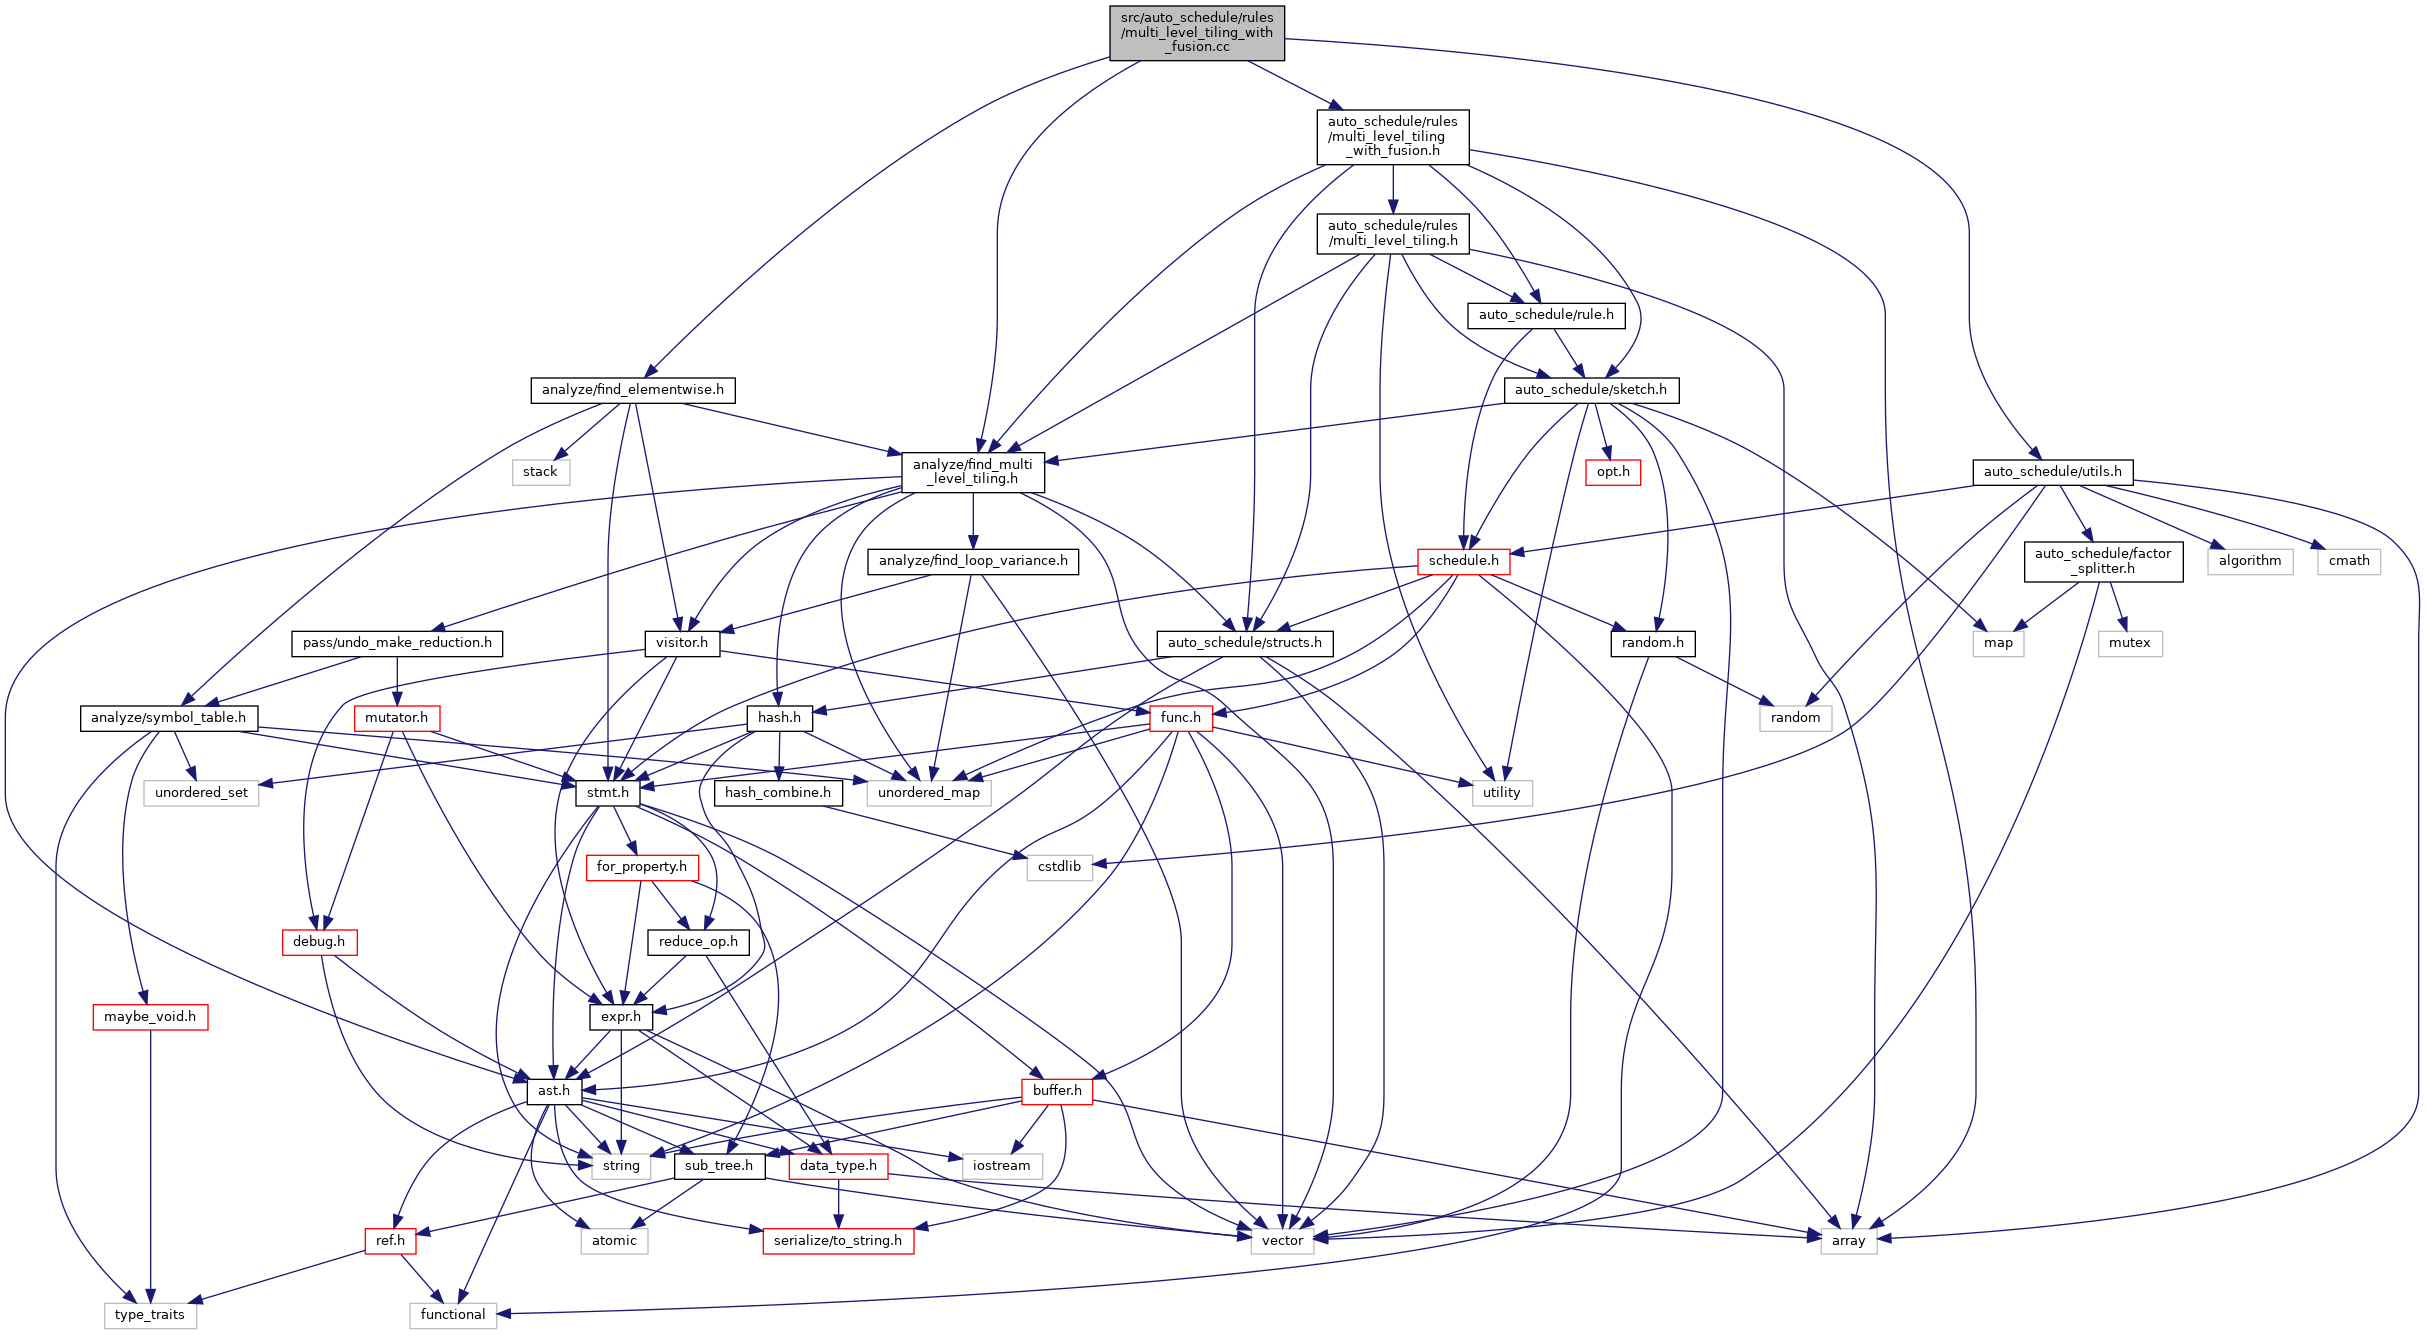 src/auto_schedule/rules
/multi_level_tiling_with
_fusion.cc
auto_schedule/rules
/multi_level_tiling
_with_fusion.h
auto_schedule/rules
/multi_level_tiling.h
auto_schedule/rule.h
analyze/find_elementwise.h
auto_schedule/sketch.h
stack
analyze/find_multi
_level_tiling.h
opt.h
auto_schedule/utils.h
analyze/find_loop_variance.h
schedule.h
auto_schedule/factor
_splitter.h
algorithm
cmath
pass/undo_make_reduction.h
visitor.h
auto_schedule/structs.h
random.h
map
mutex
analyze/symbol_table.h
mutator.h
hash.h
func.h
random
unordered_set
stmt.h
hash_combine.h
unordered_map
utility
for_property.h
cstdlib
debug.h
reduce_op.h
maybe_void.h
expr.h
ast.h
buffer.h
string
sub_tree.h
data_type.h
iostream
ref.h
atomic
serialize/to_string.h
vector
array
type_traits
functional